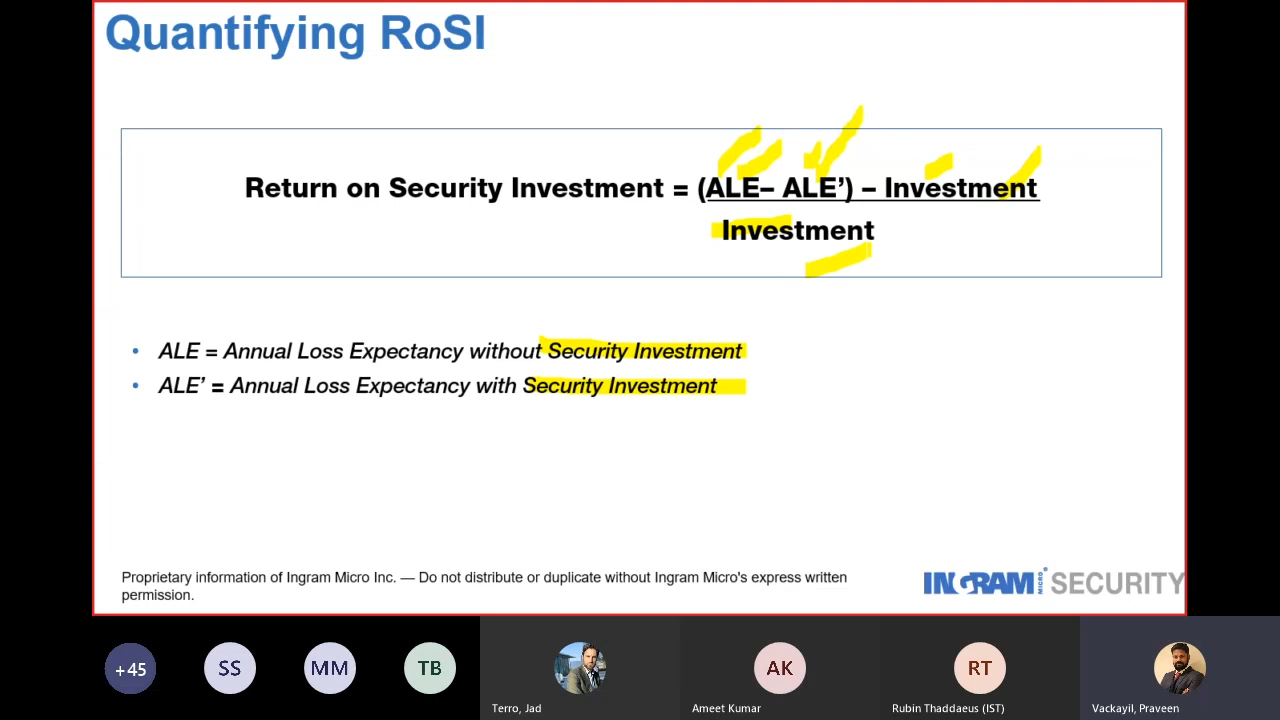 Quantifying RoSI
Return on Security Investment = (ALE– ALE’) – Investment
Investment
• ALE = Annual Loss Expectancy without Security Investment
• ALE’ = Annual Loss Expectancy with Security Investment
Proprietary information of Ingram Micro Inc. — Do not distribute or duplicate without Ingram Micro's express written
permission.
INGRAM MICRO SECURITY
+45
SS
MM
TB
AK
RT
Terro, Jad
Ameet Kumar
Rubin Thaddaeus (IST)
Vackayil, Praveen